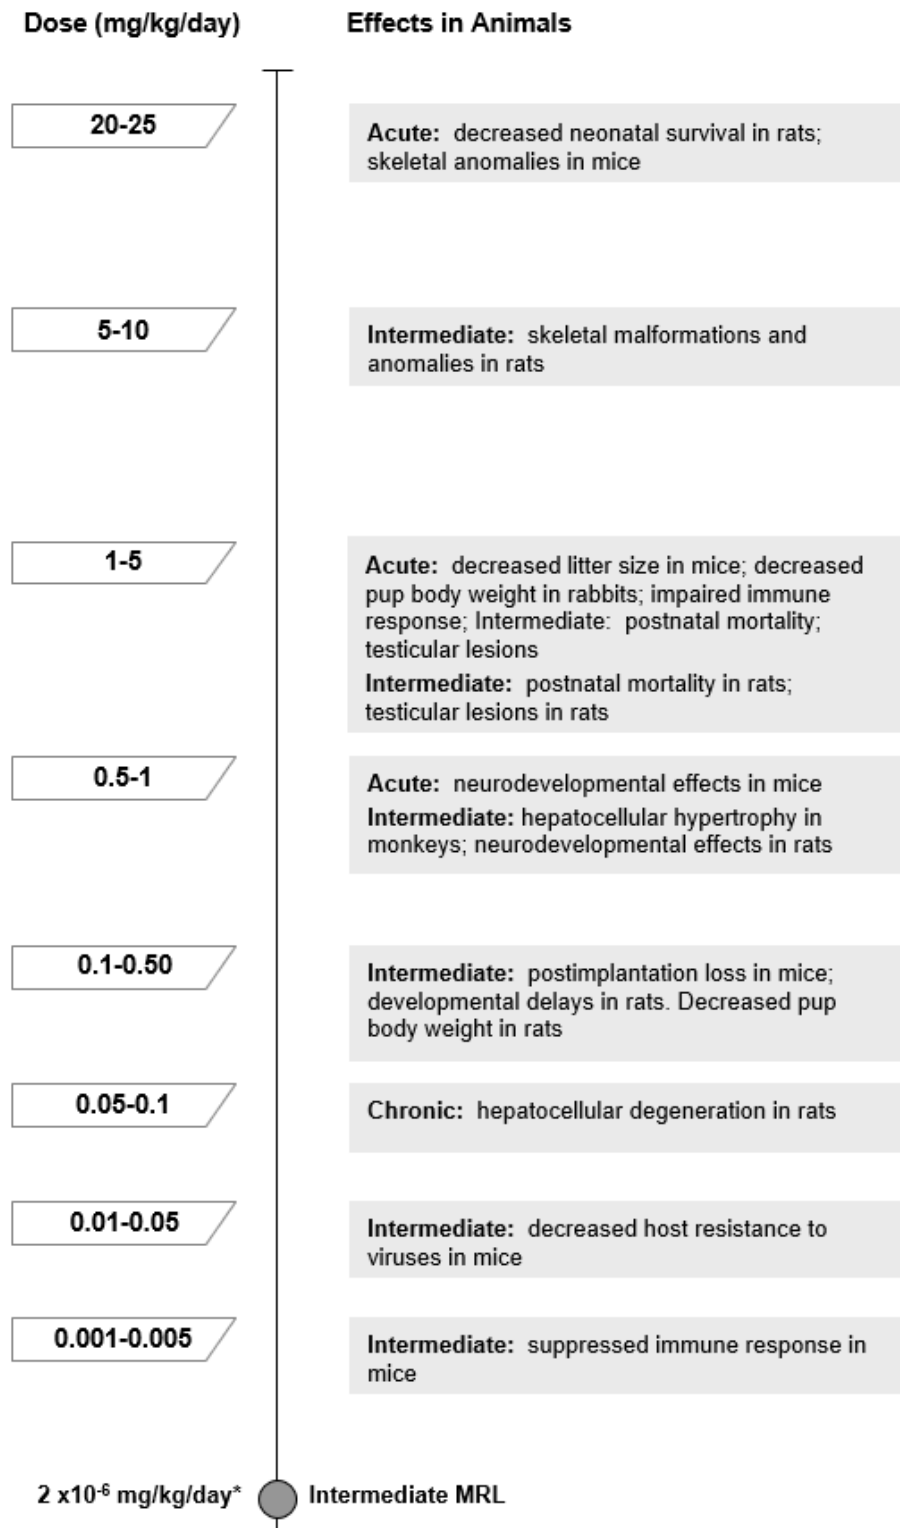 Dose (mg/kg/day)
Effects in Animals
20-25
Acute: decreased neonatal survival in rats;
skeletal anomalies in mice
5-10
Intermediate: skeletal malformations and
anomalies in rats
1-5
Acute: decreased litter size in mice; decreased
pup body weight in rabbits; impaired immune
response; Intermediate: postnatal mortality;
testicular lesions
Intermediate: postnatal mortality in rats;
testicular lesions in rats
0.5-1
Acute: neurodevelopmental effects in mice
Intermediate: hepatocellular hypertrophy in
monkeys; neurodevelopmental effects in rats
0.1-0.50
Intermediate: postimplantation loss in mice;
developmental delays in rats. Decreased pup
body weight in rats
0.05-0.1
Chronic: hepatocellular degeneration in rats
0.01-0.05
Intermediate: decreased host resistance to
viruses in mice
0.001-0.005
Intermediate: suppressed immune response in
mice
2 x10⁻⁶ mg/kg/day*
Intermediate MRL